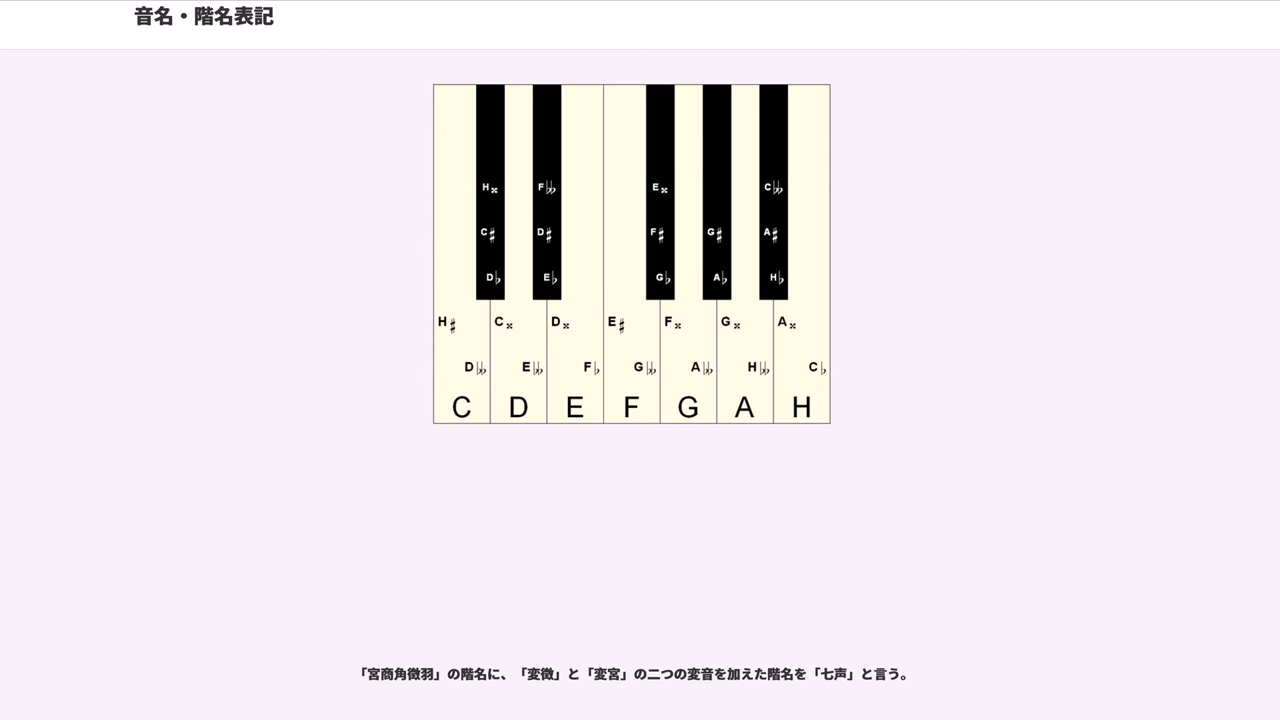 音名・階名表記
H𝄪 F𝄫 E𝄪 C𝄫
C♯ D♯ F♯ G♯ A♯
D♭ E♭ G♭ A♭ H♭
H♯ C𝄪 D𝄪 E♯ F𝄪 G𝄪 A𝄪
D𝄫 E𝄫 F♭ G𝄫 A𝄫 H𝄫 C♭
C D E F G A H
「宮商角徴羽」の階名に、「変徴」と「変宮」の二つの変音を加えた階名を「七声」と言う。